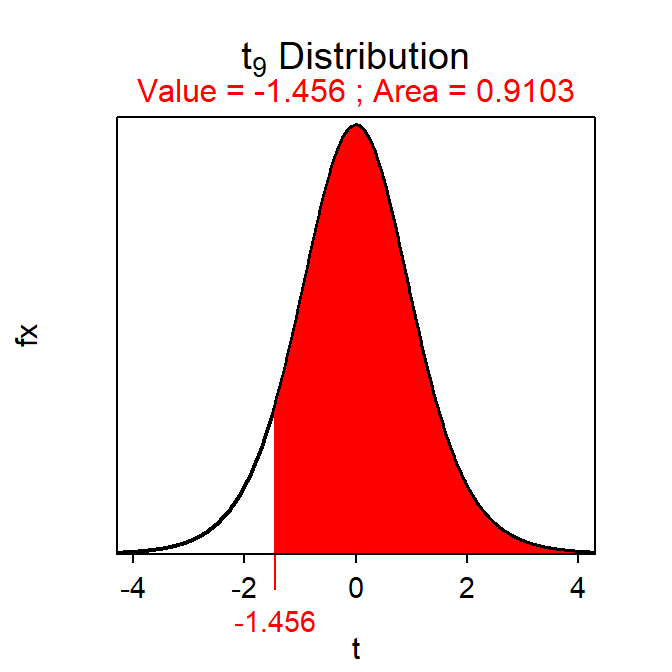 t₉ Distribution
Value = -1.456 ; Area = 0.9103
fx
-4 -2 0 2 4
-1.456
t